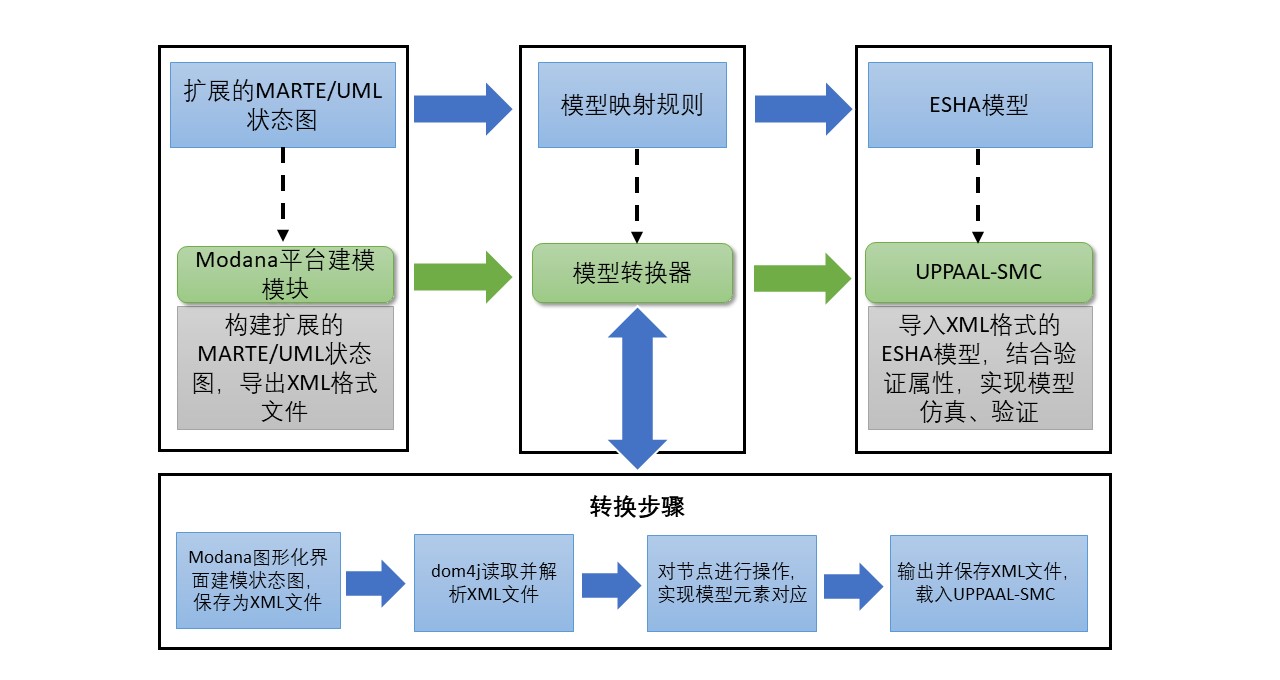 扩展的MARTE/UML
状态图
模型映射规则
ESHA模型
Modana平台建模
模块
模型转换器
UPPAAL-SMC
构建扩展的
MARTE/UML状态
图，导出XML格式
文件
导入XML格式的
ESHA模型，结合验
证属性，实现模型
仿真、验证
转换步骤
Modana图形化界
面建模状态图，
保存为XML文件
dom4j读取并解
析XML文件
对节点进行操作，
实现模型元素对应
输出并保存XML文件，
载入UPPAAL-SMC